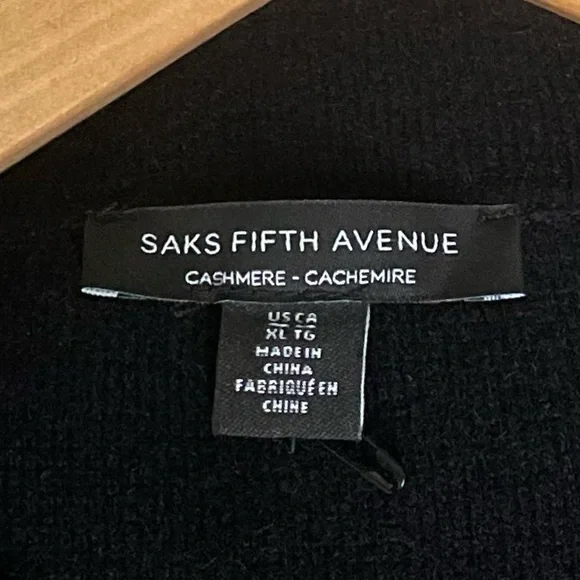 SAKS FIFTH AVENUE
CASHMERE - CACHEMIRE
US CA
XL TG
MADE IN
CHINA
FABRIQUÉ EN
CHINE